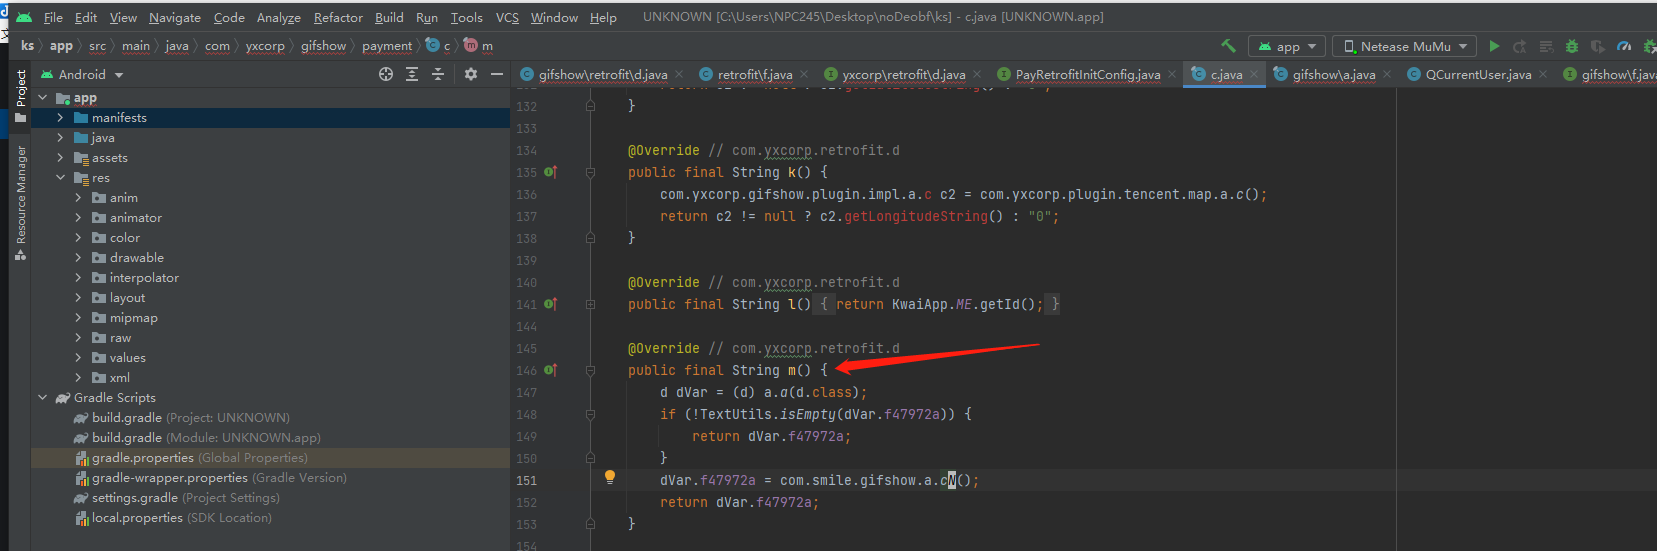 File Edit View Navigate Code Analyze Refactor Build Run Tools VCS Window Help UNKNOWN [C:\Users\NPC245\Desktop\noDeobf\ks] - c.java [UNKNOWN.app]
ks app src main java com yxcorp gifshow payment c m app Netease MuMu
Project
Resource Manager
Android
gifshow\retrofit\d.java retrofit\f.java yxcorp\retrofit\d.java PayRetrofitInitConfig.java c.java gifshow\a.java QCurrentUser.java gifshow\f.java
app
manifests
java
assets
res
anim
animator
color
drawable
interpolator
layout
mipmap
raw
values
xml
Gradle Scripts
build.gradle (Project: UNKNOWN)
build.gradle (Module: UNKNOWN.app)
gradle.properties (Global Properties)
gradle-wrapper.properties (Gradle Version)
settings.gradle (Project Settings)
local.properties (SDK Location)
132 }
133
134 @Override // com.yxcorp.retrofit.d
135 public final String k() {
136 com.yxcorp.gifshow.plugin.impl.a.c c2 = com.yxcorp.plugin.tencent.map.a.c();
137 return c2 != null ? c2.getLongitudeString() : "0";
138 }
139
140 @Override // com.yxcorp.retrofit.d
141 public final String l() { return KwaiApp.ME.getId(); }
144
145 @Override // com.yxcorp.retrofit.d
146 public final String m() {
147 d dVar = (d) a.a(d.class);
148 if (!TextUtils.isEmpty(dVar.f47972a)) {
149 return dVar.f47972a;
150 }
151 dVar.f47972a = com.smile.gifshow.a.cN();
152 return dVar.f47972a;
153 }
154